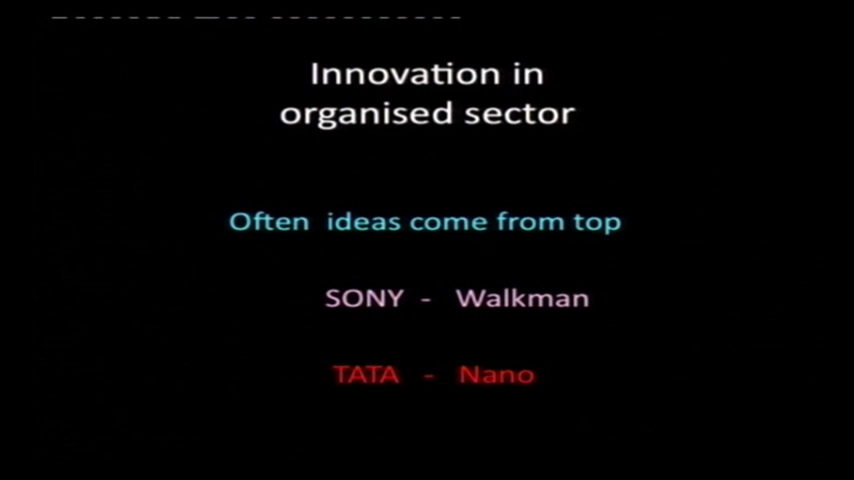 Innovation in
organised sector
Often ideas come from top
SONY - Walkman
TATA - Nano